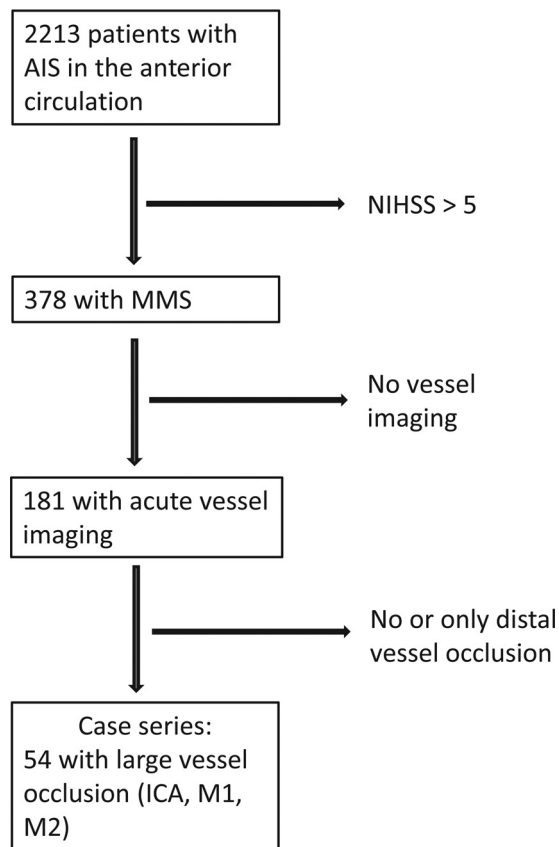 2213 patients with
AIS in the anterior
circulation
NIHSS > 5
378 with MMS
No vessel
imaging
181 with acute vessel
imaging
No or only distal
vessel occlusion
Case series:
54 with large vessel
occlusion (ICA, M1,
M2)